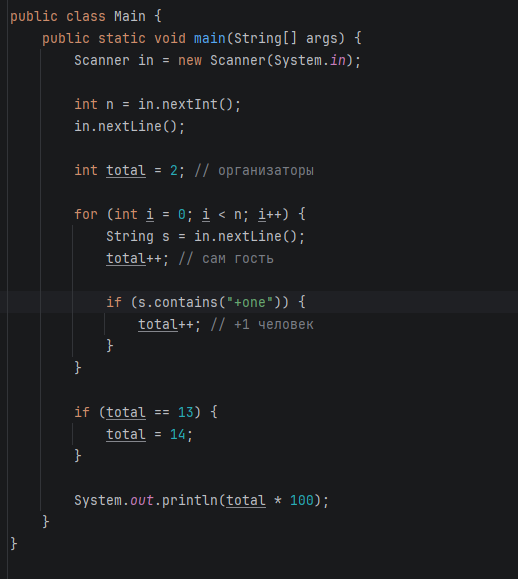 public class Main {
    public static void main(String[] args) {
        Scanner in = new Scanner(System.in);

        int n = in.nextInt();
        in.nextLine();

        int total = 2; // организаторы

        for (int i = 0; i < n; i++) {
            String s = in.nextLine();
            total++; // сам гость

            if (s.contains("+one")) {
                total++; // +1 человек
            }
        }

        if (total == 13) {
            total = 14;
        }

        System.out.println(total * 100);
    }
}